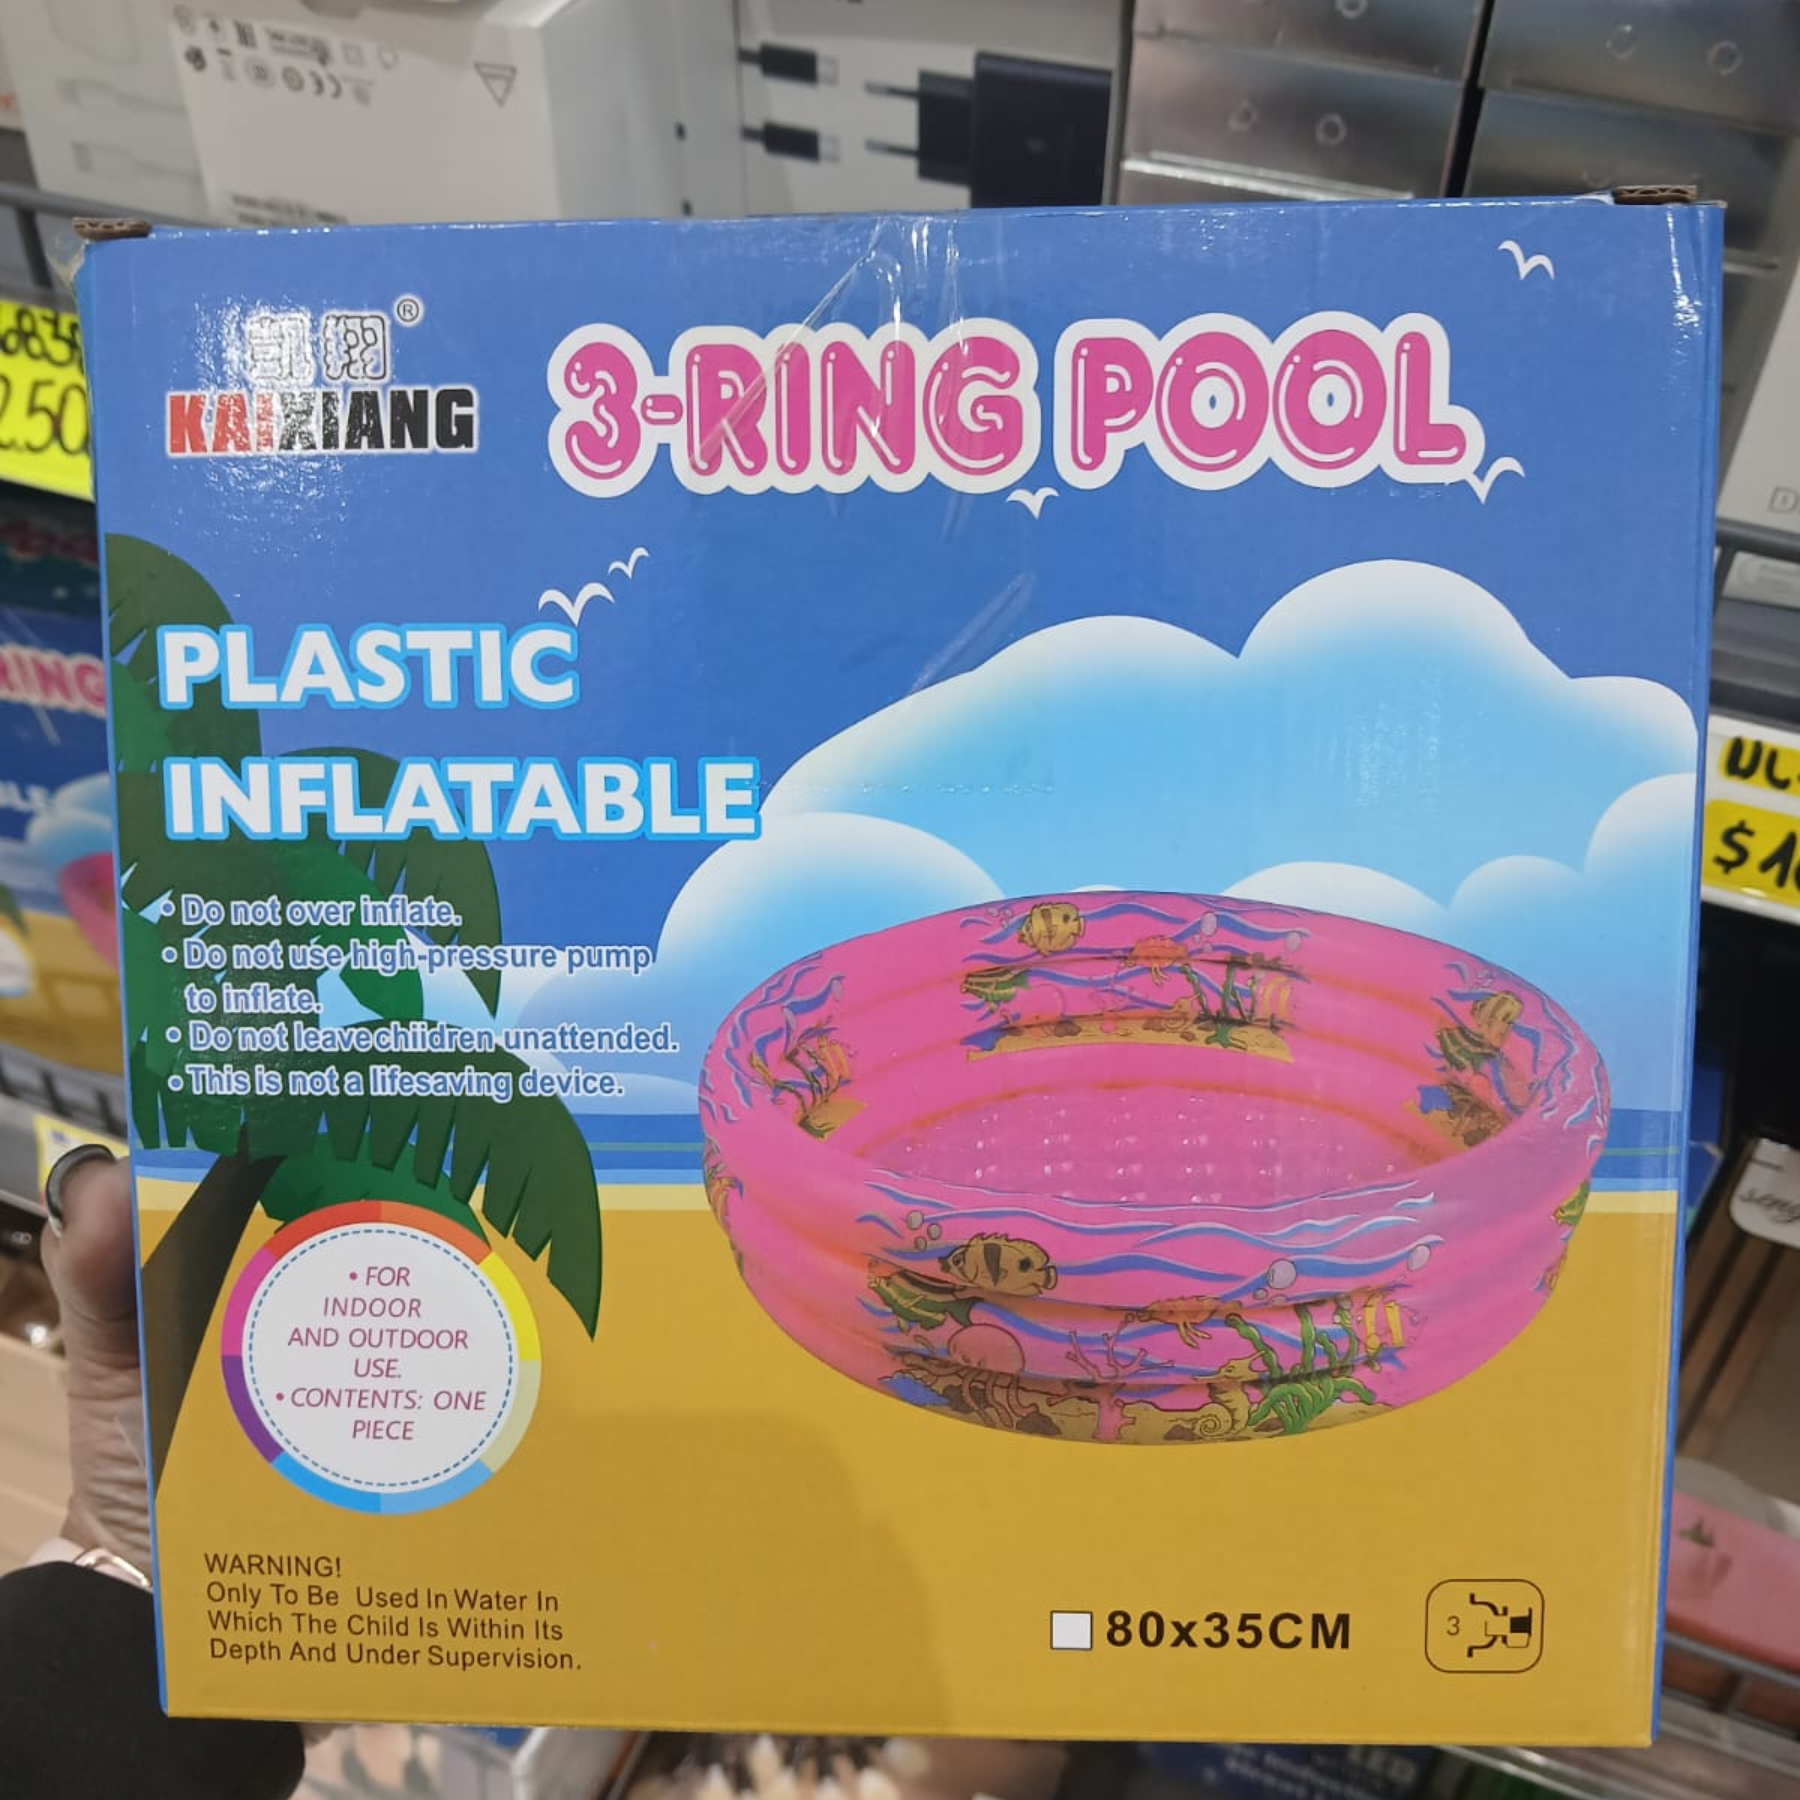 凯翔®
KAIXIANG
3-RING POOL
PLASTIC
INFLATABLE
• Do not over inflate.
• Do not use high-pressure pump
to inflate.
• Do not leave chiidren unattended.
• This is not a lifesaving device.
• FOR
INDOOR
AND OUTDOOR
USE.
• CONTENTS: ONE
PIECE
WARNING!
Only To Be Used In Water In
Which The Child Is Within Its
Depth And Under Supervision.
80x35CM
3
2.50
RING